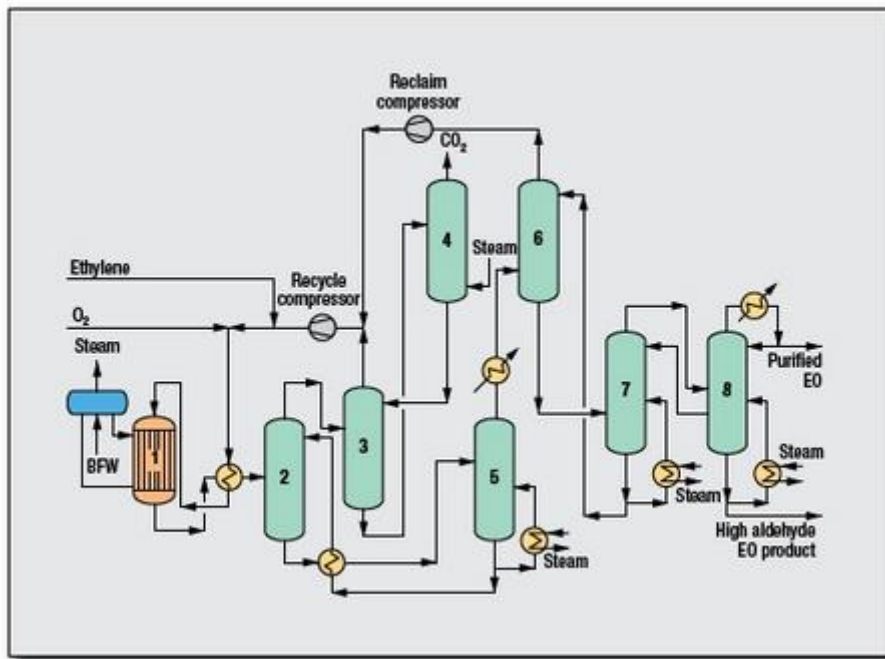 Reclaim
compressor
CO₂
4
Steam
6
Ethylene
Recycle
compressor
O₂
Steam
BFW
1
2
3
5
7
8
Purified
EO
Steam
Steam
High aldehyde
EO product
Steam